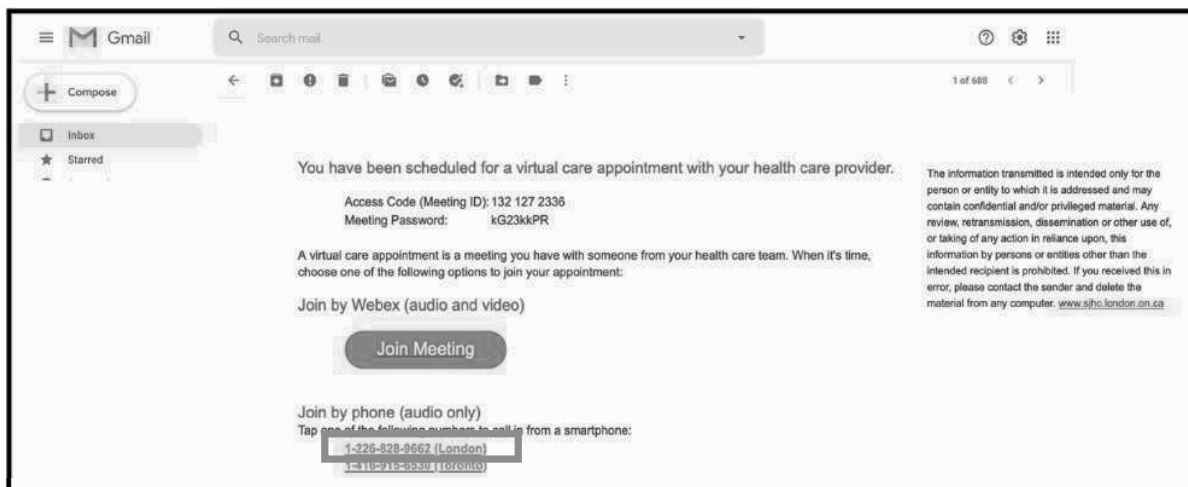 Gmail
Search mail
Compose
1 of 688
Inbox
Starred
You have been scheduled for a virtual care appointment with your health care provider.
Access Code (Meeting ID): 132 127 2336
Meeting Password: kG23kkPR
A virtual care appointment is a meeting you have with someone from your health care team. When it's time,
choose one of the following options to join your appointment:
Join by Webex (audio and video)
Join Meeting
Join by phone (audio only)
Tap one of the following numbers to call in from a smartphone:
1-226-828-9662 (London)
1-416-915-6530 (Toronto)
The information transmitted is intended only for the
person or entity to which it is addressed and may
contain confidential and/or privileged material. Any
review, retransmission, dissemination or other use of,
or taking of any action in reliance upon, this
information by persons or entities other than the
intended recipient is prohibited. If you received this in
error, please contact the sender and delete the
material from any computer. www.sjhc.london.on.ca